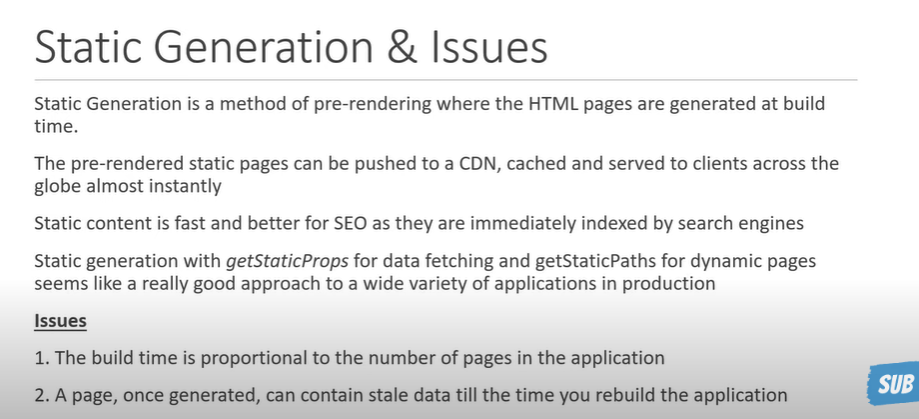 Static Generation & Issues
Static Generation is a method of pre-rendering where the HTML pages are generated at build
time.
The pre-rendered static pages can be pushed to a CDN, cached and served to clients across the
globe almost instantly
Static content is fast and better for SEO as they are immediately indexed by search engines
Static generation with getStaticProps for data fetching and getStaticPaths for dynamic pages
seems like a really good approach to a wide variety of applications in production
Issues
1. The build time is proportional to the number of pages in the application
2. A page, once generated, can contain stale data till the time you rebuild the application
SUB